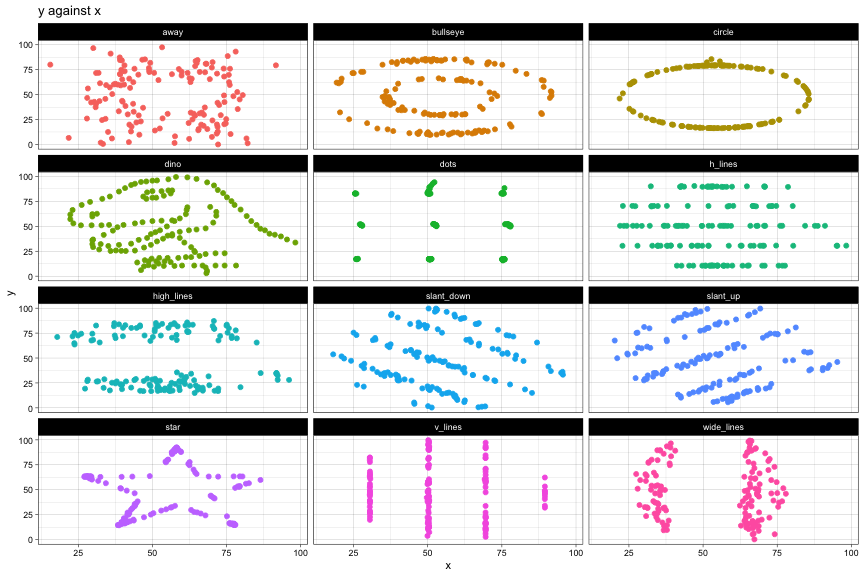 y against x
away bullseye circle
100
75
50
25
0
dino dots h_lines
100
75
50
25
0
high_lines slant_down slant_up
100
75
50
25
0
y
star v_lines wide_lines
100
75
50
25
0
25 50 75 100 25 50 75 100 25 50 75 100
x